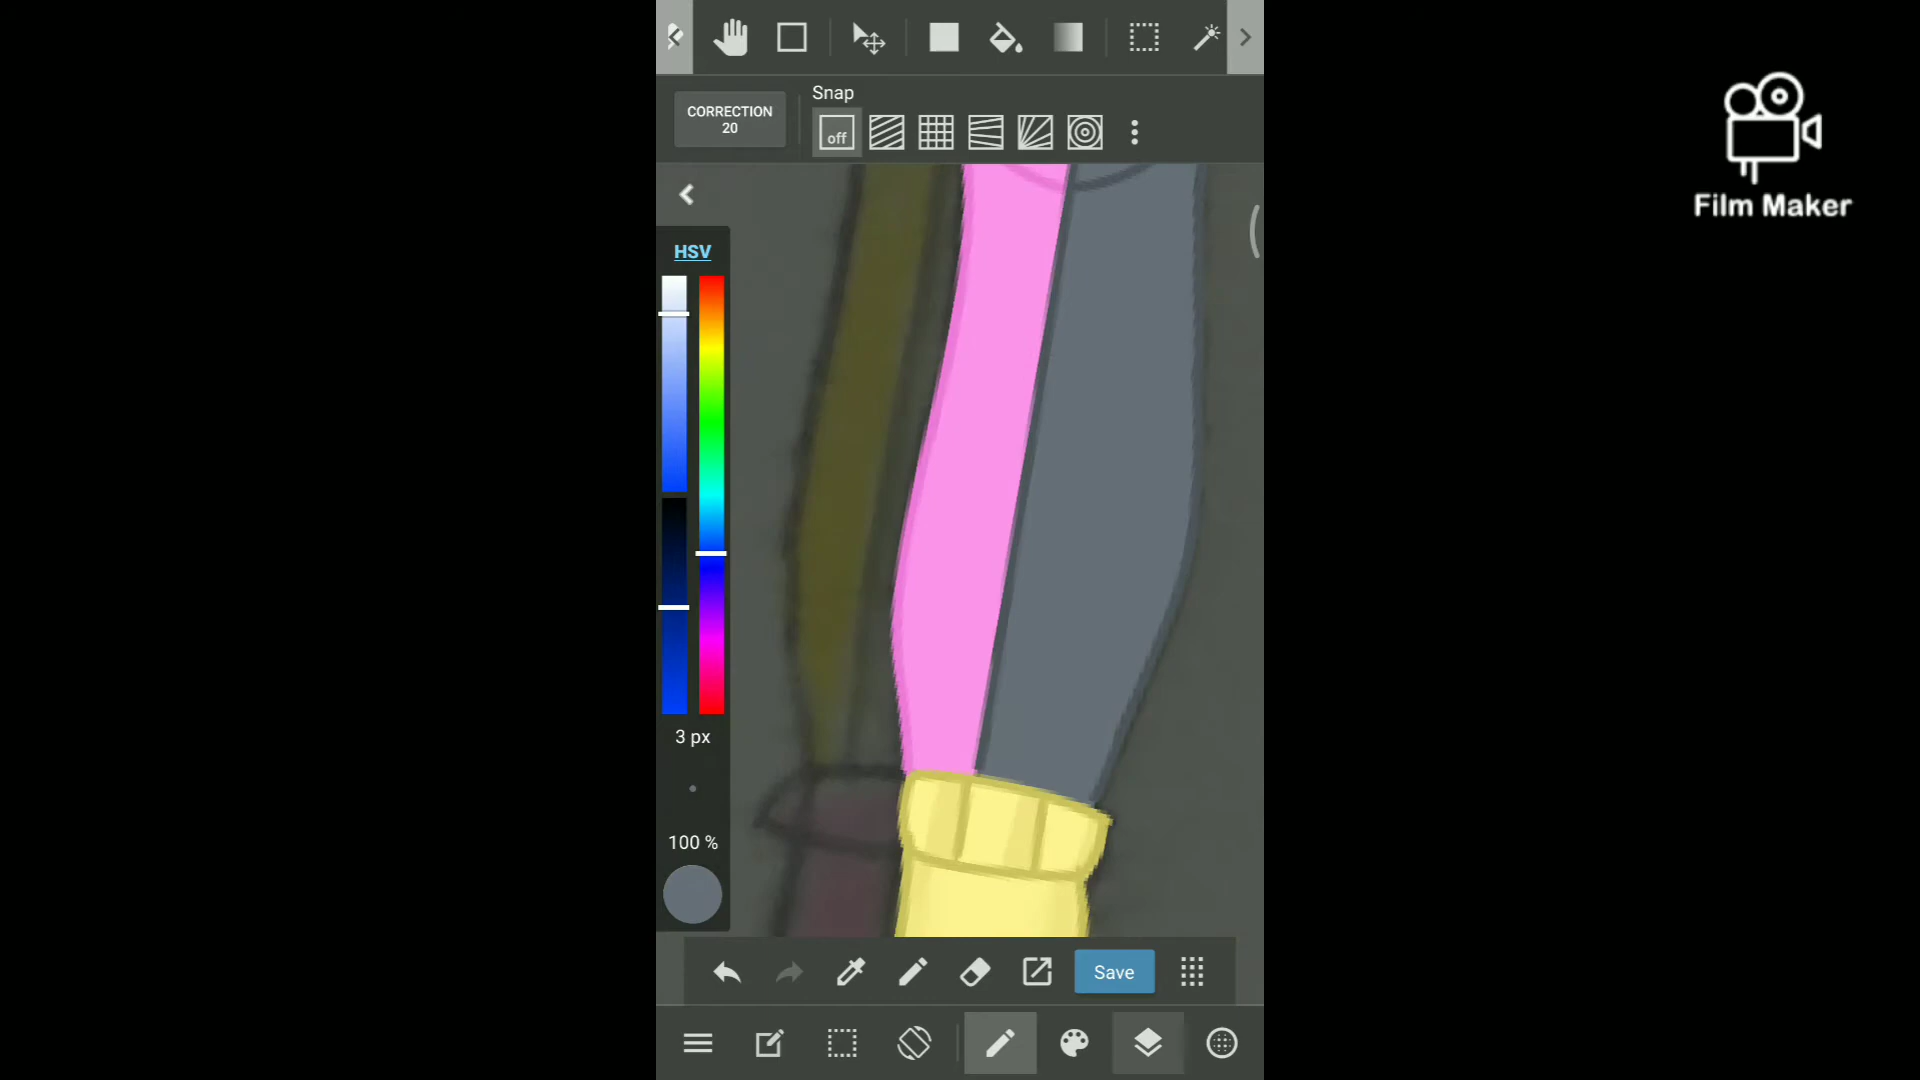 CORRECTION
20
Snap
off
Film Maker
HSV
3 px
100 %
Save